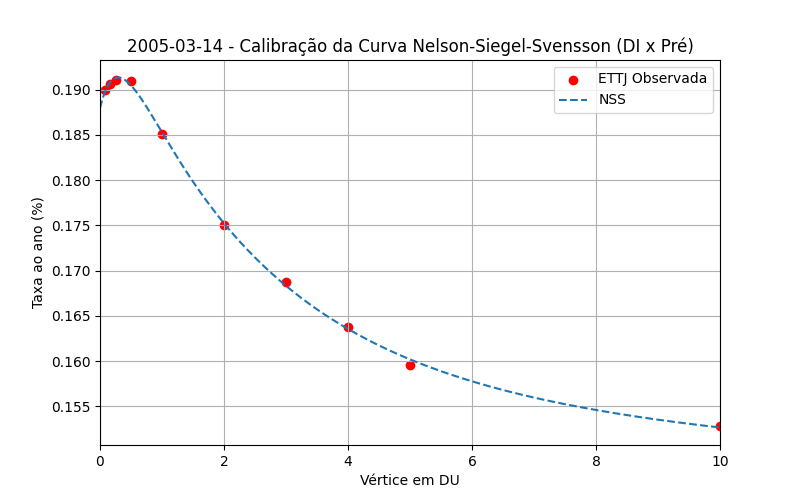 2005-03-14 - Calibração da Curva Nelson-Siegel-Svensson (DI x Pré)
ETTJ Observada
NSS
Taxa ao ano (%)
0.190
0.185
0.180
0.175
0.170
0.165
0.160
0.155
0 2 4 6 8 10
Vértice em DU